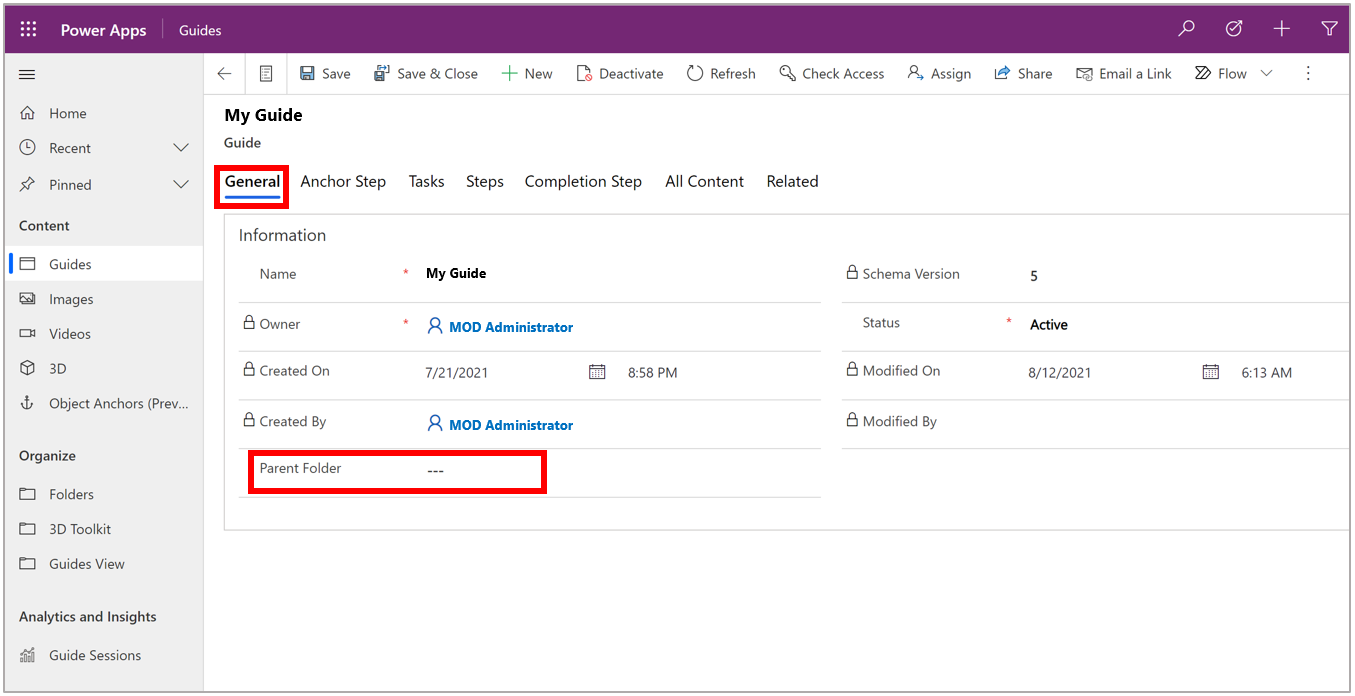 Power Apps Guides
Save Save & Close New Deactivate Refresh Check Access Assign Share Email a Link Flow
Home
Recent
Pinned
Content
Guides
Images
Videos
3D
Object Anchors (Prev...
Organize
Folders
3D Toolkit
Guides View
Analytics and Insights
Guide Sessions
My Guide
Guide
General Anchor Step Tasks Steps Completion Step All Content Related
Information
Name * My Guide
Schema Version 5
Owner * MOD Administrator
Status * Active
Created On 7/21/2021 8:58 PM
Modified On 8/12/2021 6:13 AM
Created By MOD Administrator
Modified By
Parent Folder ---